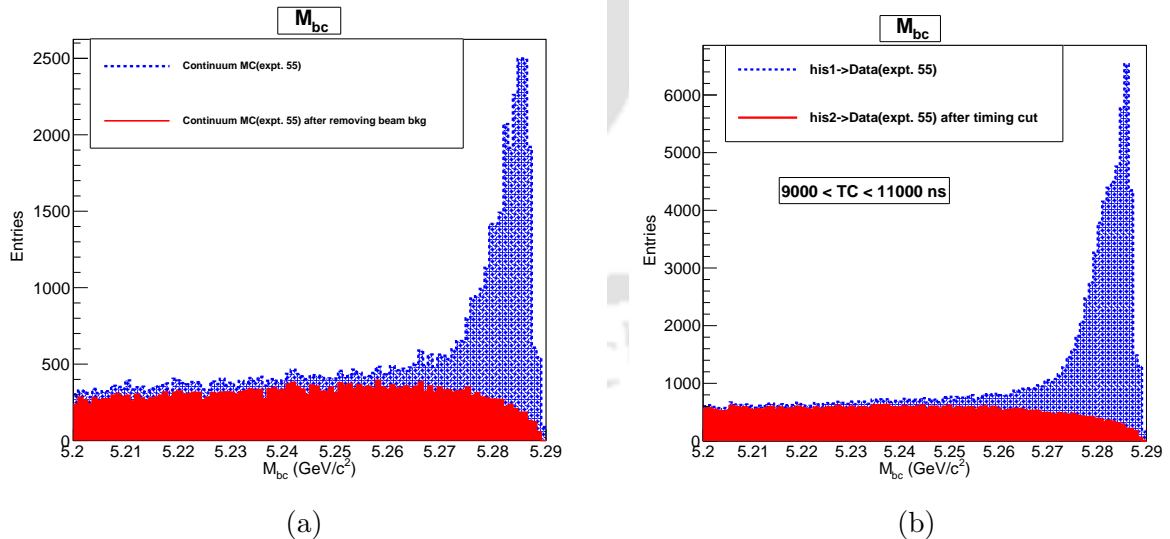 M_bc
Continuum MC(expt. 55)
Continuum MC(expt. 55) after removing beam bkg
Entries
2500
2000
1500
1000
500
0
5.2 5.21 5.22 5.23 5.24 5.25 5.26 5.27 5.28 5.29
M_bc (GeV/c²)
(a)
M_bc
his1->Data(expt. 55)
his2->Data(expt. 55) after timing cut
9000 < TC < 11000 ns
Entries
6000
5000
4000
3000
2000
1000
0
5.2 5.21 5.22 5.23 5.24 5.25 5.26 5.27 5.28 5.29
M_bc (GeV/c²)
(b)